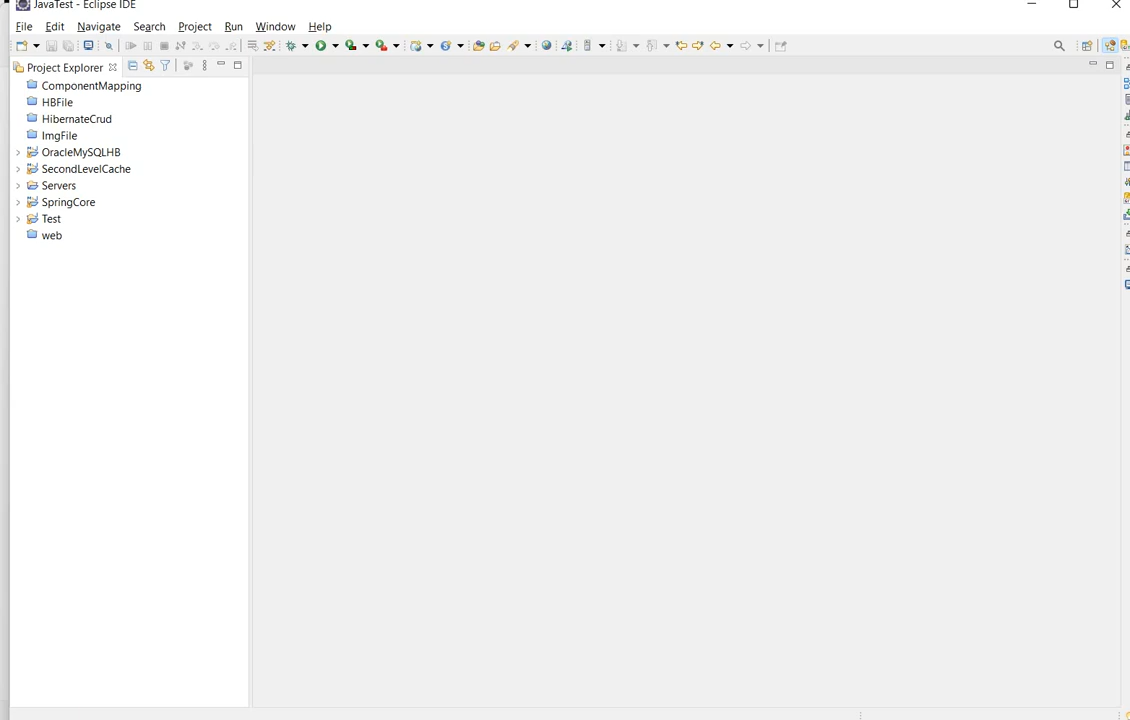 JavaTest - Eclipse IDE
File Edit Navigate Search Project Run Window Help
Project Explorer
ComponentMapping
HBFile
HibernateCrud
ImgFile
OracleMySQLHB
SecondLevelCache
Servers
SpringCore
Test
web